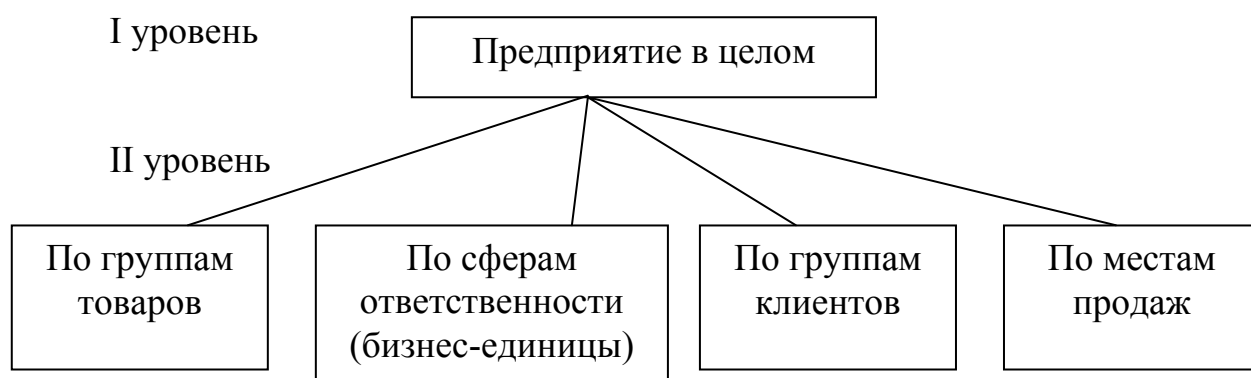 I уровень
Предприятие в целом
II уровень
По группам
товаров
По сферам
ответственности
(бизнес-единицы)
По группам
клиентов
По местам
продаж